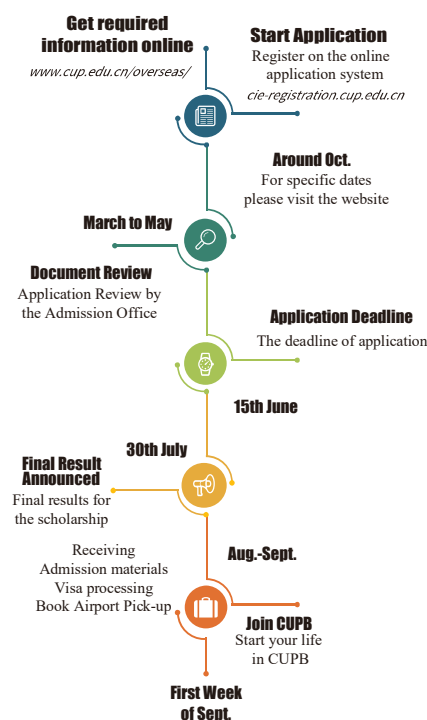 Get required
information online
www.cup.edu.cn/overseas/
Start Application
Register on the online
application system
cie-registration.cup.edu.cn
Around Oct.
For specific dates
please visit the website
March to May
Document Review
Application Review by
the Admission Office
Application Deadline
The deadline of application
15th June
30th July
Final Result
Announced
Final results for
the scholarship
Aug.-Sept.
Receiving
Admission materials
Visa processing
Book Airport Pick-up
Join CUPB
Start your life
in CUPB
First Week
of Sept.